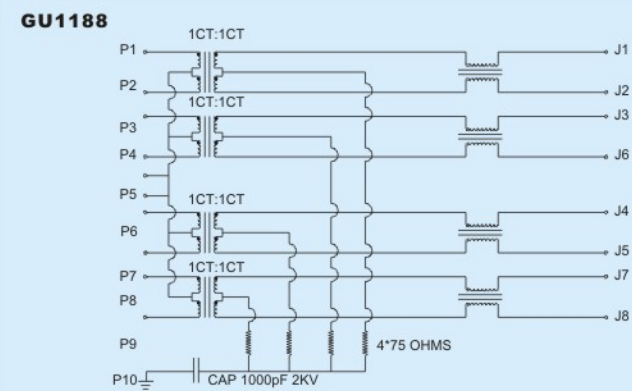 GU1188
1CT:1CT
P1 J1
P2 J2
1CT:1CT
P3 J3
P4 J6
P5
1CT:1CT
P6 J4
J5
1CT:1CT
P7 J7
P8 J8
P9 4*75 OHMS
P10 CAP 1000pF 2KV